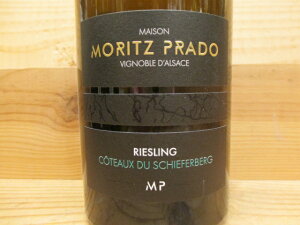 MAISON
MORITZ PRADO
VIGNOBLE D'ALSACE
RIESLING
CÔTEAUX DU SCHIEFERBERG
MP